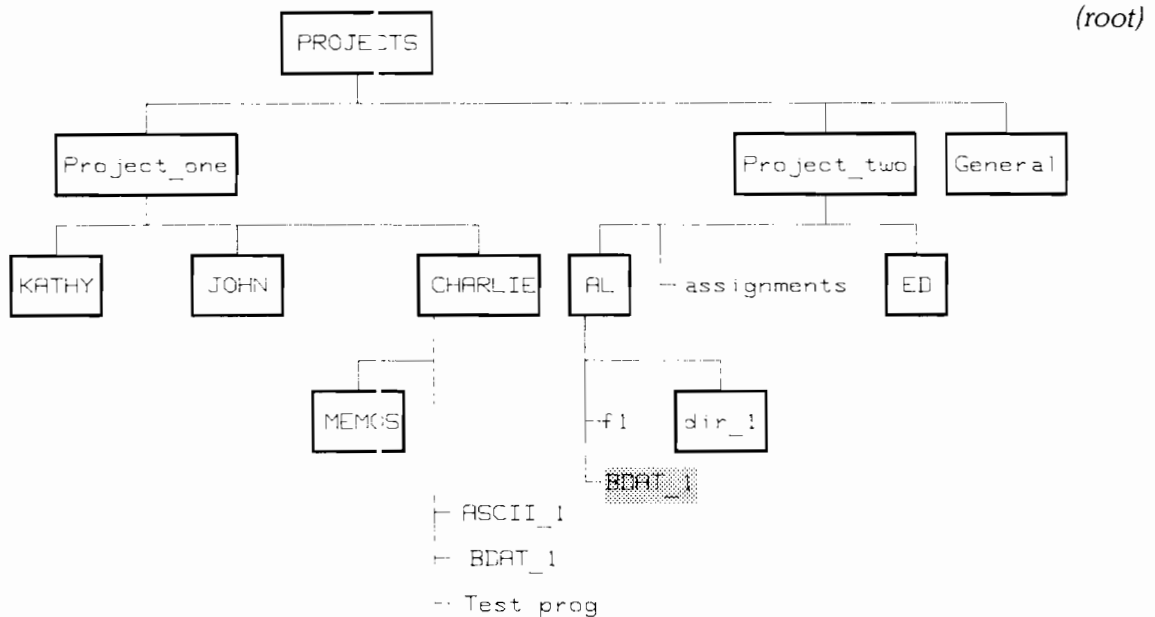 (root)
PROJECTS
Project_one Project_two General
KATHY JOHN CHARLIE AL assignments ED
MEMOS f1 dir_1
BDAT_1
ASCII_1
BDAT_1
Test prog